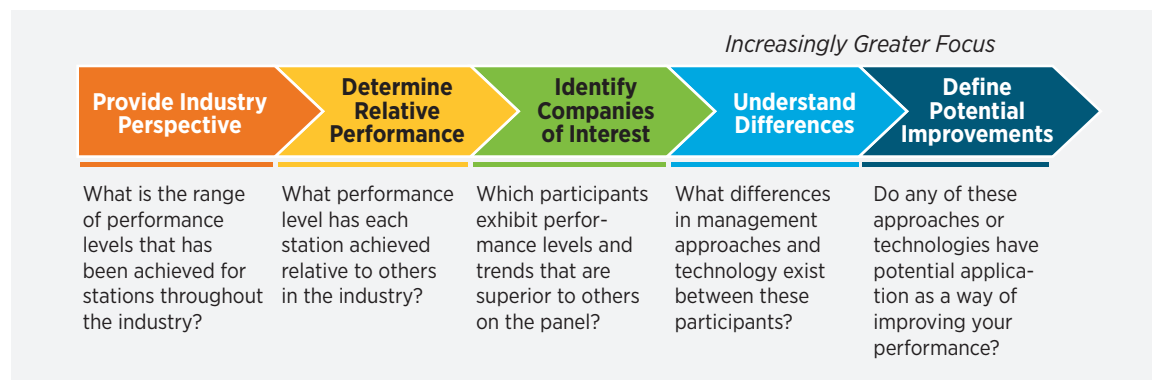 Increasingly Greater Focus
Provide Industry
Perspective
Determine
Relative
Performance
Identify
Companies
of Interest
Understand
Differences
Define
Potential
Improvements
What is the range
of performance
levels that has
been achieved for
stations throughout
the industry?
What performance
level has each
station achieved
relative to others
in the industry?
Which participants
exhibit perfor-
mance levels and
trends that are
superior to others
on the panel?
What differences
in management
approaches and
technology exist
between these
participants?
Do any of these
approaches or
technologies have
potential applica-
tion as a way of
improving your
performance?